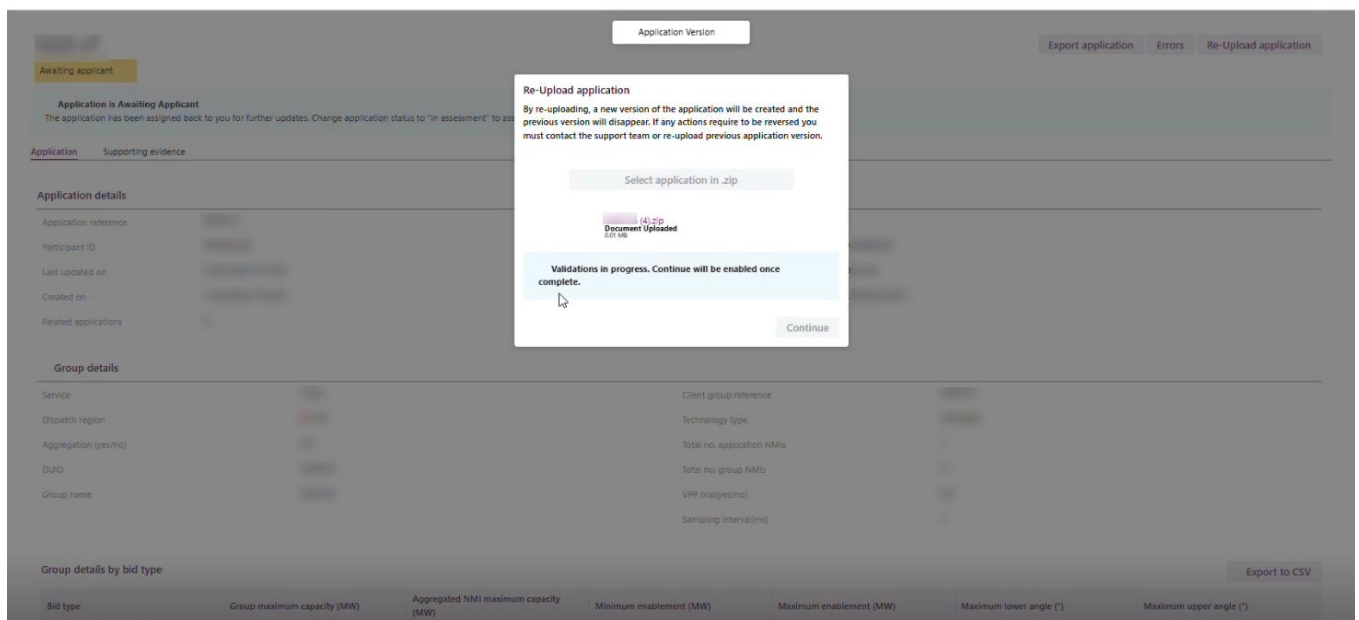 Application Version
Export application
Errors
Re-Upload application
Awaiting applicant
Application is Awaiting Applicant
The application has been assigned back to you for further updates. Change application status to "In assessment" to ass
Re-Upload application
By re-uploading, a new version of the application will be created and the
previous version will disappear. If any actions require to be reversed you
must contact the support team or re-upload previous application version.
Select application in .zip
(4).zip
Document Uploaded
0.01 MB
Validations in progress. Continue will be enabled once
complete.
Continue
Application
Supporting evidence
Application details
Application reference
Participant ID
Last updated on
Created on
Related applications
Group details
Service
Client group reference
Dispatch region
Technology type
Aggregation (yes/no)
Total no. application NMIs
DUID
Total no. group NMIs
Group name
VPP trial(yes/no)
Sampling interval(ms)
Group details by bid type
Export to CSV
Bid type
Group maximum capacity (MW)
Aggregated NMI maximum capacity
(MW)
Minimum enablement (MW)
Maximum enablement (MW)
Maximum lower angle (°)
Maximum upper angle (°)